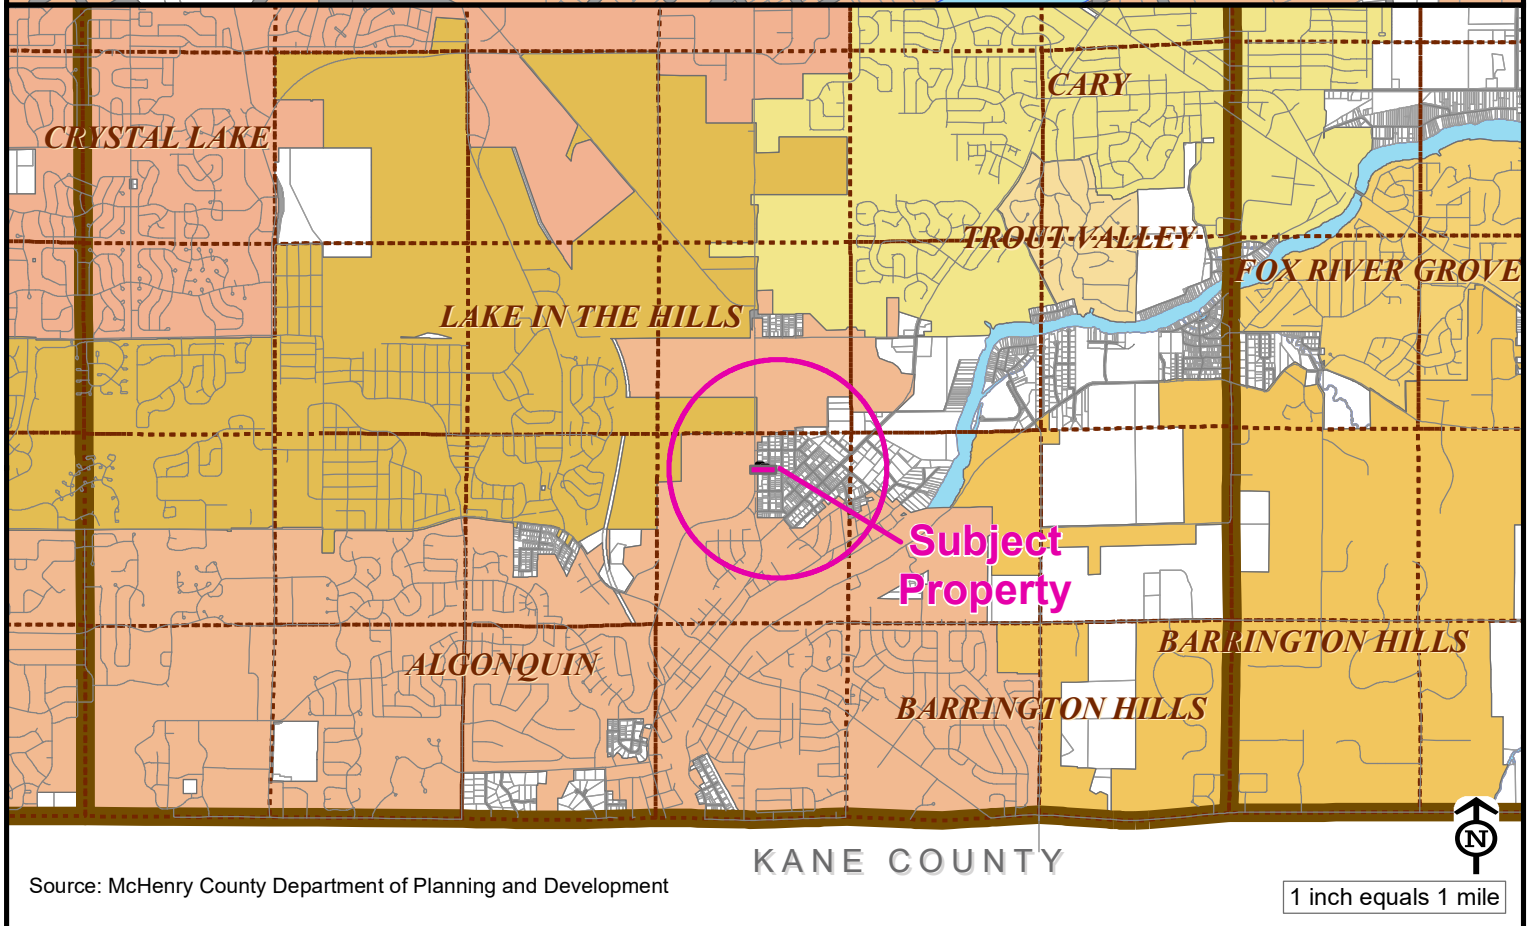 CARY
CRYSTAL LAKE
TROUT VALLEY
FOX RIVER GROVE
LAKE IN THE HILLS
Subject
Property
BARRINGTON HILLS
ALGONQUIN
BARRINGTON HILLS
KANE COUNTY
N
Source: McHenry County Department of Planning and Development
1 inch equals 1 mile